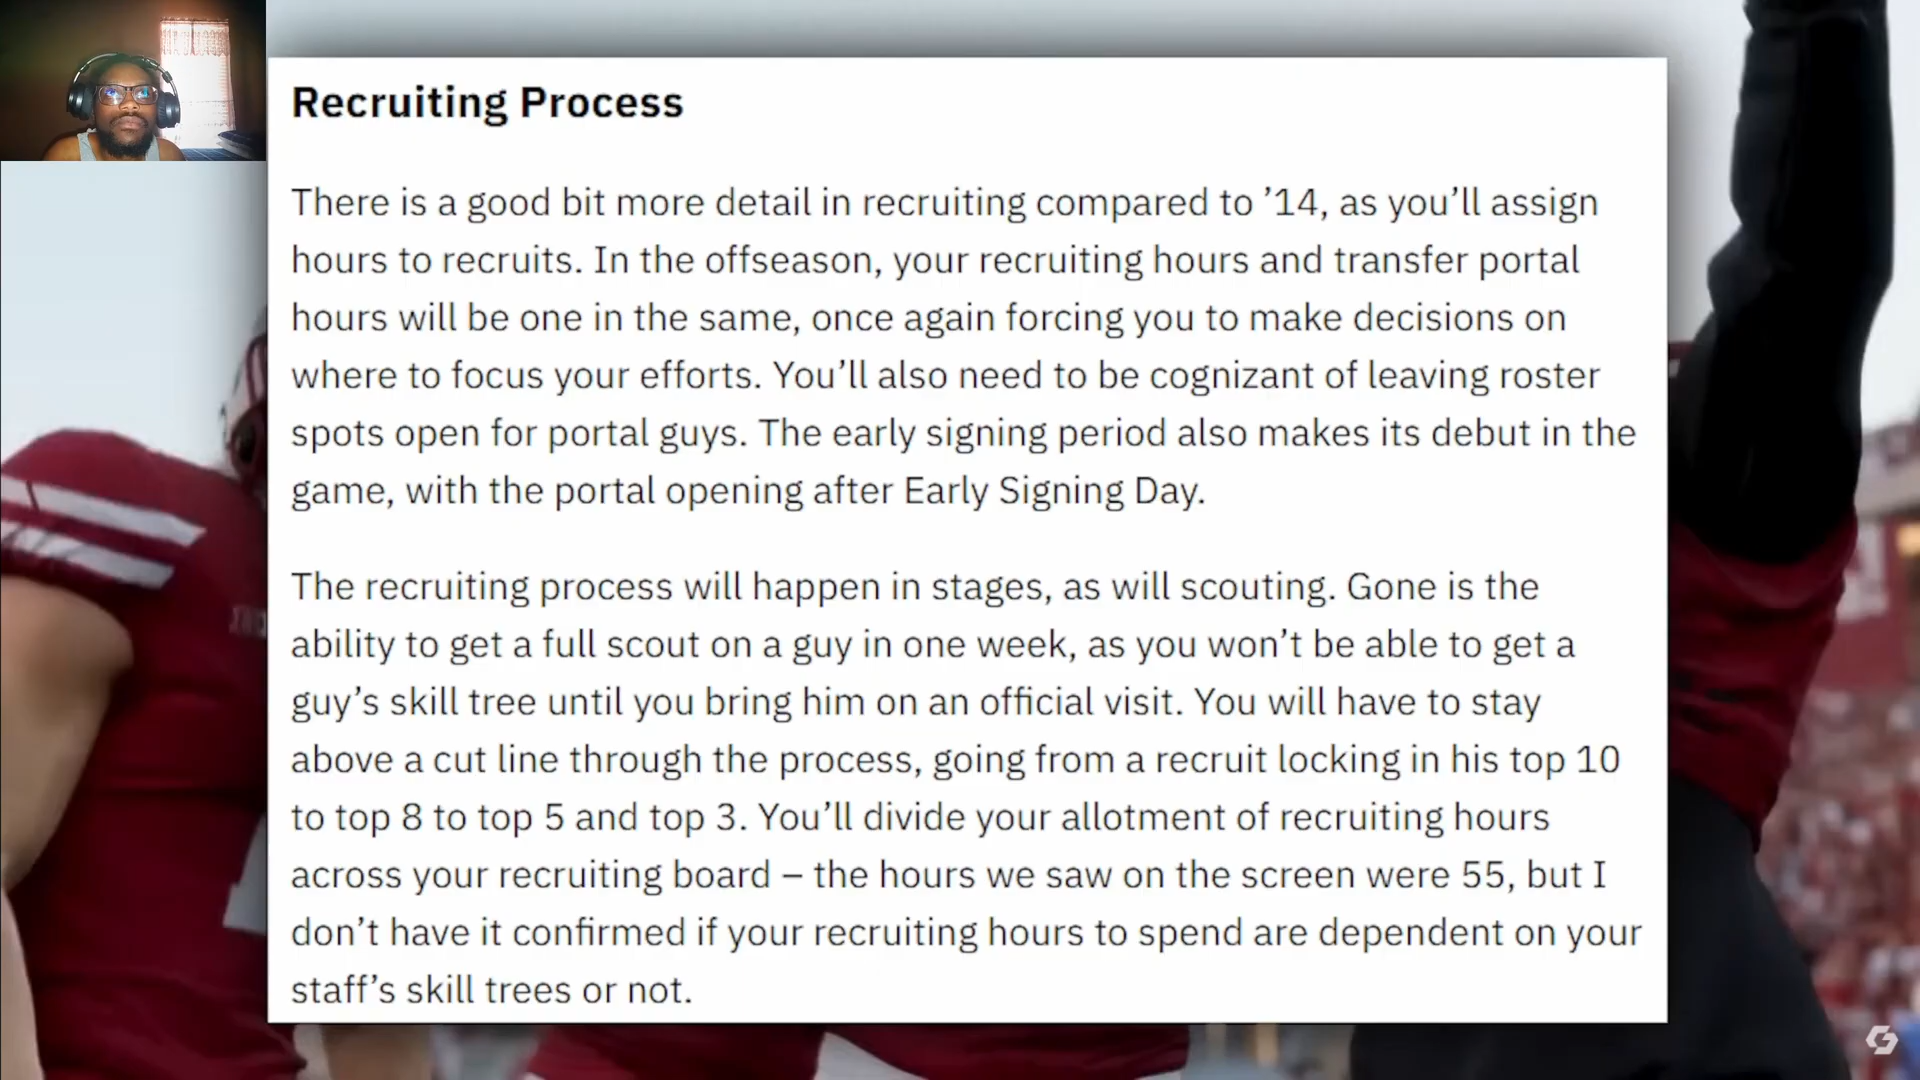 Recruiting Process
There is a good bit more detail in recruiting compared to ’14, as you’ll assign
hours to recruits. In the offseason, your recruiting hours and transfer portal
hours will be one in the same, once again forcing you to make decisions on
where to focus your efforts. You’ll also need to be cognizant of leaving roster
spots open for portal guys. The early signing period also makes its debut in the
game, with the portal opening after Early Signing Day.
The recruiting process will happen in stages, as will scouting. Gone is the
ability to get a full scout on a guy in one week, as you won’t be able to get a
guy’s skill tree until you bring him on an official visit. You will have to stay
above a cut line through the process, going from a recruit locking in his top 10
to top 8 to top 5 and top 3. You’ll divide your allotment of recruiting hours
across your recruiting board – the hours we saw on the screen were 55, but I
don’t have it confirmed if your recruiting hours to spend are dependent on your
staff’s skill trees or not.